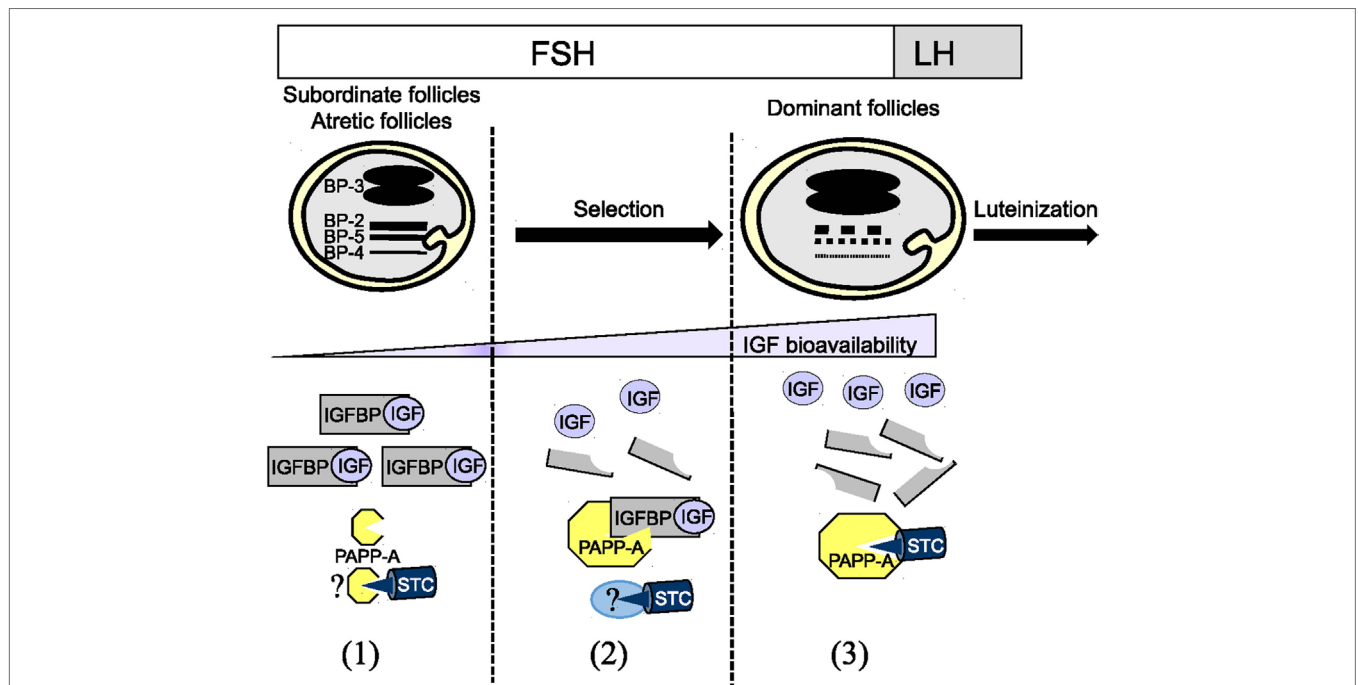 FSH
LH
Subordinate follicles
Atretic follicles
Dominant follicles
BP-3
BP-2
BP-5
BP-4
Selection
Luteinization
IGF bioavailability
IGFBP
IGF
IGFBP
IGF
IGFBP
IGF
PAPP-A
?
STC
IGF
IGF
IGFBP
IGF
PAPP-A
?
STC
IGF
IGF
IGF
PAPP-A
STC
(1)
(2)
(3)